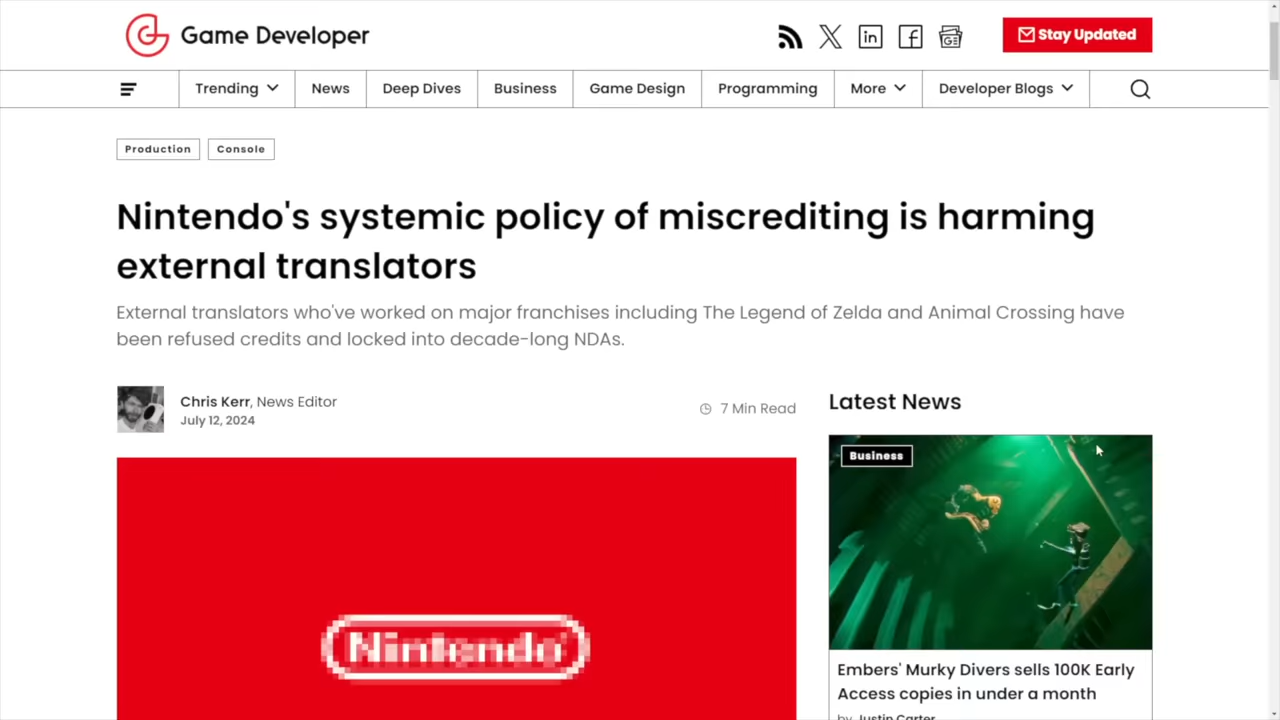 Game Developer
Stay Updated
Trending
News
Deep Dives
Business
Game Design
Programming
More
Developer Blogs
Production
Console
Nintendo's systemic policy of miscrediting is harming
external translators
External translators who've worked on major franchises including The Legend of Zelda and Animal Crossing have
been refused credits and locked into decade-long NDAs.
Chris Kerr, News Editor
July 12, 2024
7 Min Read
Nintendo
Latest News
Business
Embers' Murky Divers sells 100K Early
Access copies in under a month
by Justin Carter